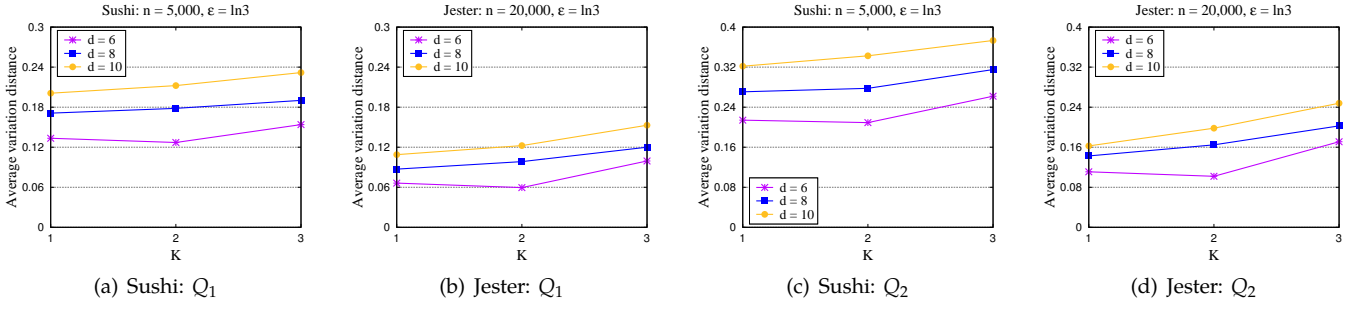 Sushi: n = 5,000, ε = ln3
Average variation distance
0.3
0.24
0.18
0.12
0.06
0
d = 6
d = 8
d = 10
1 2 3
K
(a) Sushi: Q1
Jester: n = 20,000, ε = ln3
Average variation distance
0.3
0.24
0.18
0.12
0.06
0
d = 6
d = 8
d = 10
1 2 3
K
(b) Jester: Q1
Sushi: n = 5,000, ε = ln3
Average variation distance
0.4
0.32
0.24
0.16
0.08
0
d = 6
d = 8
d = 10
1 2 3
K
(c) Sushi: Q2
Jester: n = 20,000, ε = ln3
Average variation distance
0.4
0.32
0.24
0.16
0.08
0
d = 6
d = 8
d = 10
1 2 3
K
(d) Jester: Q2